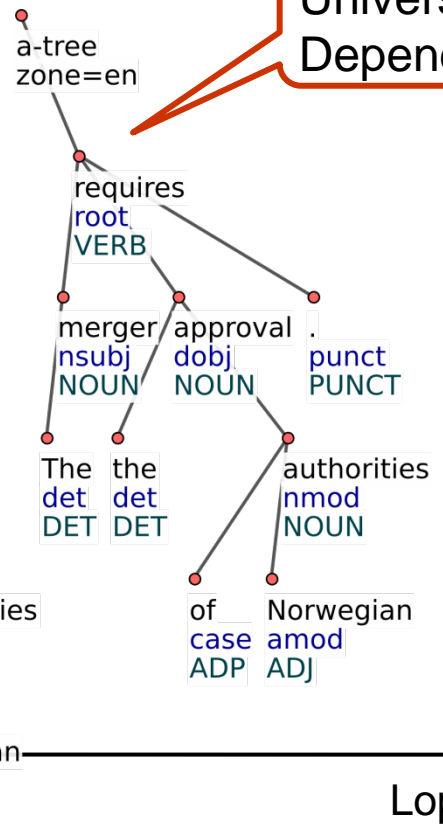 a-tree
zone=en
requires
root
VERB
merger approval .
nsubj dobj punct
NOUN NOUN PUNCT
The the authorities
det det nmod
DET DET NOUN
of Norwegian
case amod
ADP ADJ